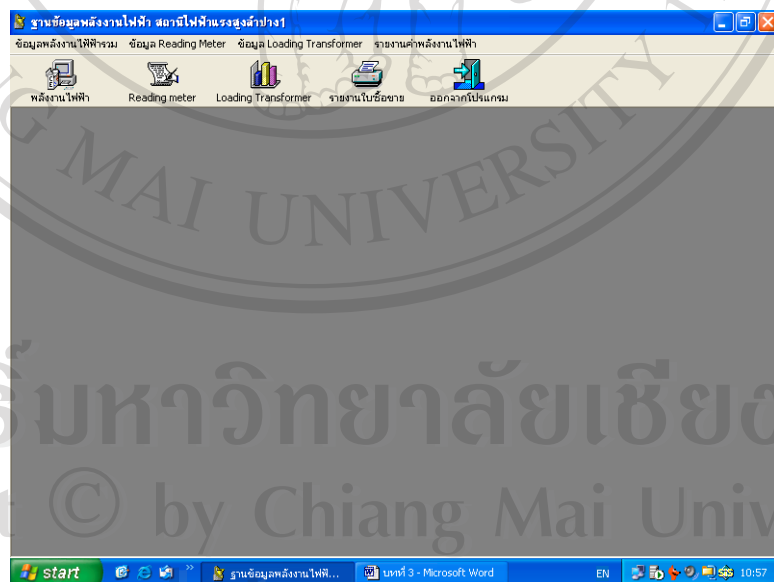 ฐานข้อมูลพลังงานไฟฟ้า สถานีไฟฟ้าแรงสูงลำปาง1
ข้อมูลพลังงานไฟฟ้ารวม ข้อมูล Reading Meter ข้อมูล Loading Transformer รายงานค่าพลังงานไฟฟ้า
พลังงานไฟฟ้า Reading meter Loading Transformer รายงานใบซื้อขาย ออกจากโปรแกรม
MAI UNIVERSITY
มหาวิทยาลัยเชียง
© by Chiang Mai Univ
start ฐานข้อมูลพลังงานไฟฟ้... บทที่ 3 - Microsoft Word EN 10:57